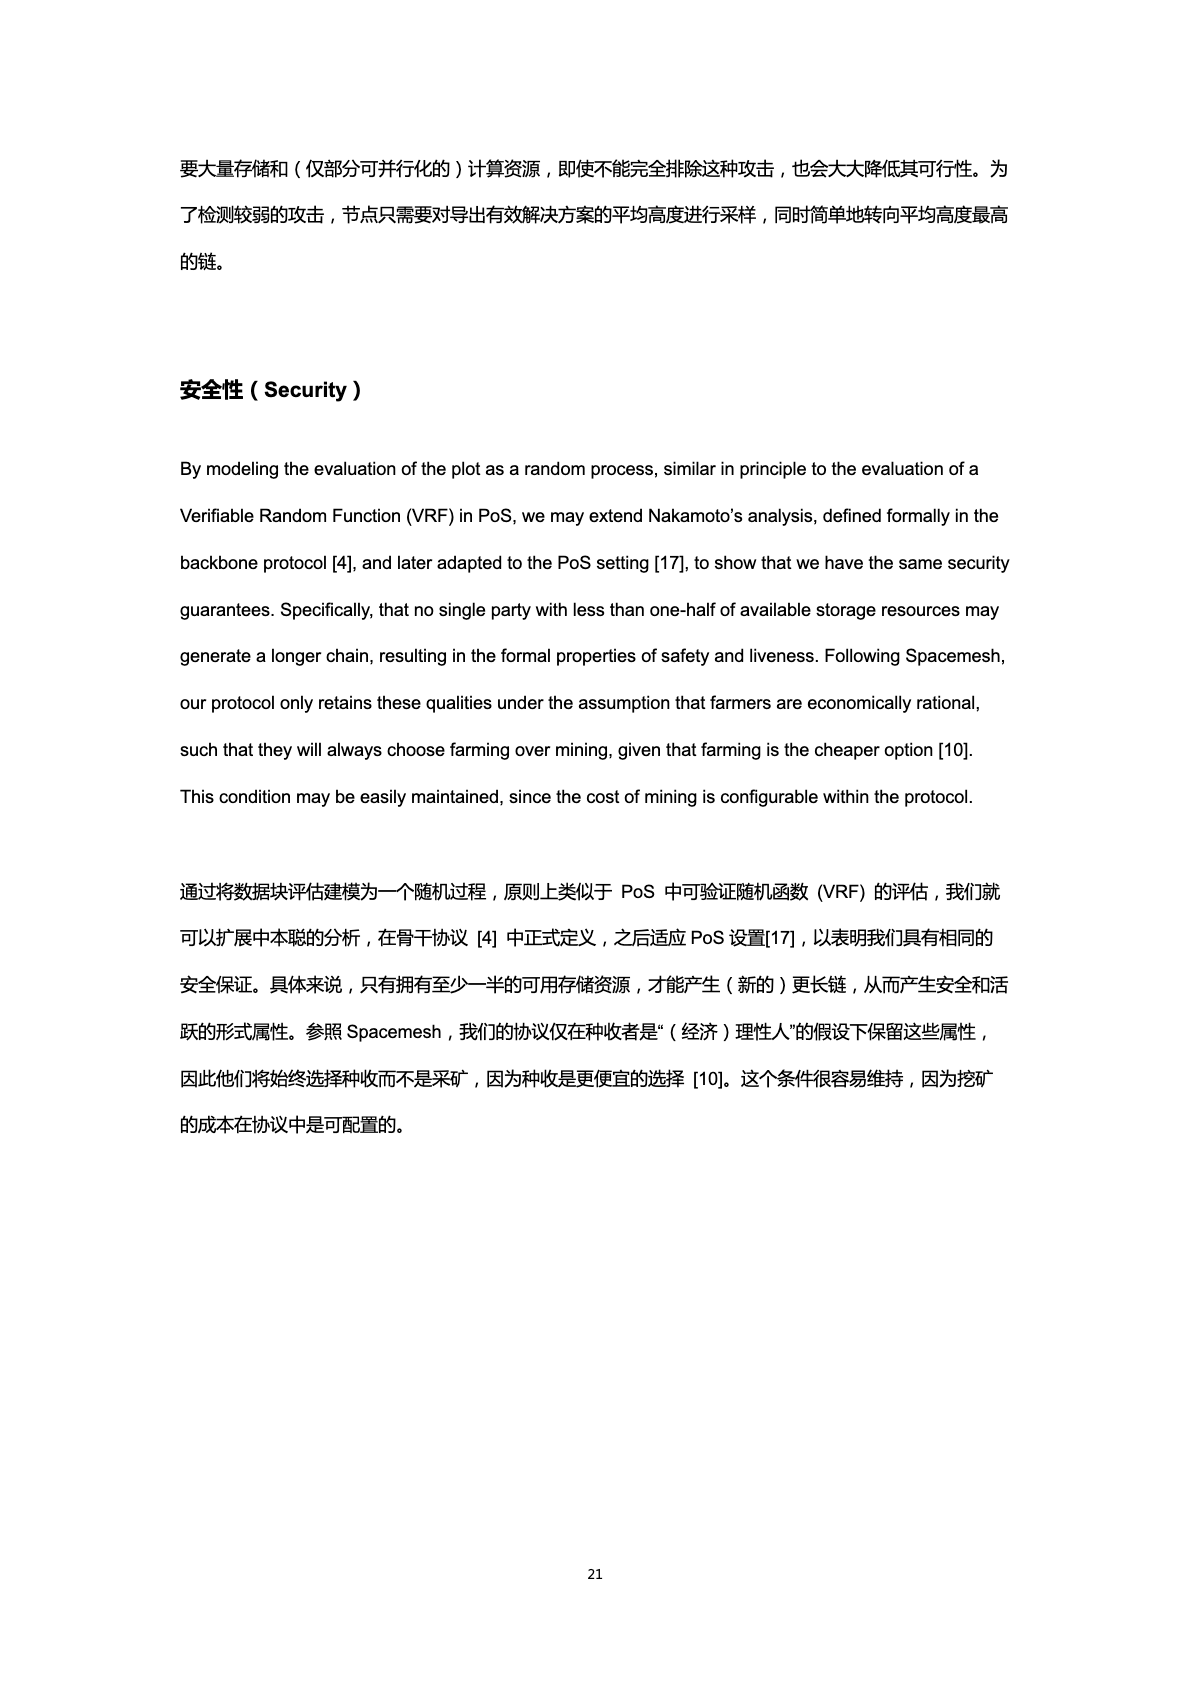 要大量存储和（仅部分可并行化的）计算资源，即使不能完全排除这种攻击，也会大大降低其可行性。为
了检测较弱的攻击，节点只需要对导出有效解决方案的平均高度进行采样，同时简单地转向平均高度最高
的链。
安全性（Security）
By modeling the evaluation of the plot as a random process, similar in principle to the evaluation of a
Verifiable Random Function (VRF) in PoS, we may extend Nakamoto’s analysis, defined formally in the
backbone protocol [4], and later adapted to the PoS setting [17], to show that we have the same security
guarantees. Specifically, that no single party with less than one-half of available storage resources may
generate a longer chain, resulting in the formal properties of safety and liveness. Following Spacemesh,
our protocol only retains these qualities under the assumption that farmers are economically rational,
such that they will always choose farming over mining, given that farming is the cheaper option [10].
This condition may be easily maintained, since the cost of mining is configurable within the protocol.
通过将数据块评估建模为一个随机过程，原则上类似于 PoS 中可验证随机函数 (VRF) 的评估，我们就
可以扩展中本聪的分析，在骨干协议 [4] 中正式定义，之后适应 PoS 设置[17]，以表明我们具有相同的
安全保证。具体来说，只有拥有至少一半的可用存储资源，才能产生（新的）更长链，从而产生安全和活
跃的形式属性。参照 Spacemesh，我们的协议仅在种收者是“（经济）理性人”的假设下保留这些属性，
因此他们将始终选择种收而不是采矿，因为种收是更便宜的选择 [10]。这个条件很容易维持，因为挖矿
的成本在协议中是可配置的。
21